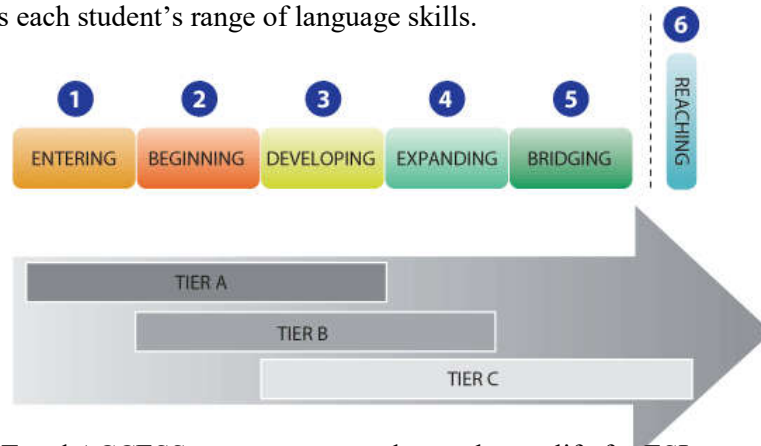 s each student's range of language skills.
6
1 2 3 4 5
REACHING
ENTERING BEGINNING DEVELOPING EXPANDING BRIDGING
TIER A
TIER B
TIER C